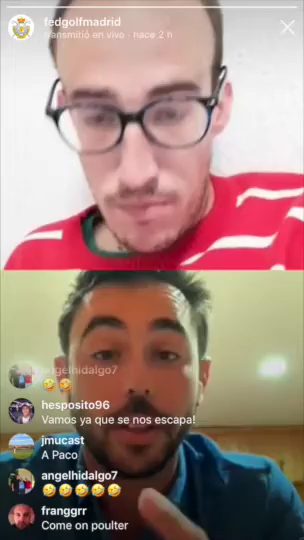 fedgolfmadrid
transmitió en vivo · hace 2 h
angelhidalgo7
🤣🤣
hesposito96
Vamos ya que se nos escapa!
jmucast
A Paco
angelhidalgo7
🤣🤣🤣🤣🤣
franggrr
Come on poulter